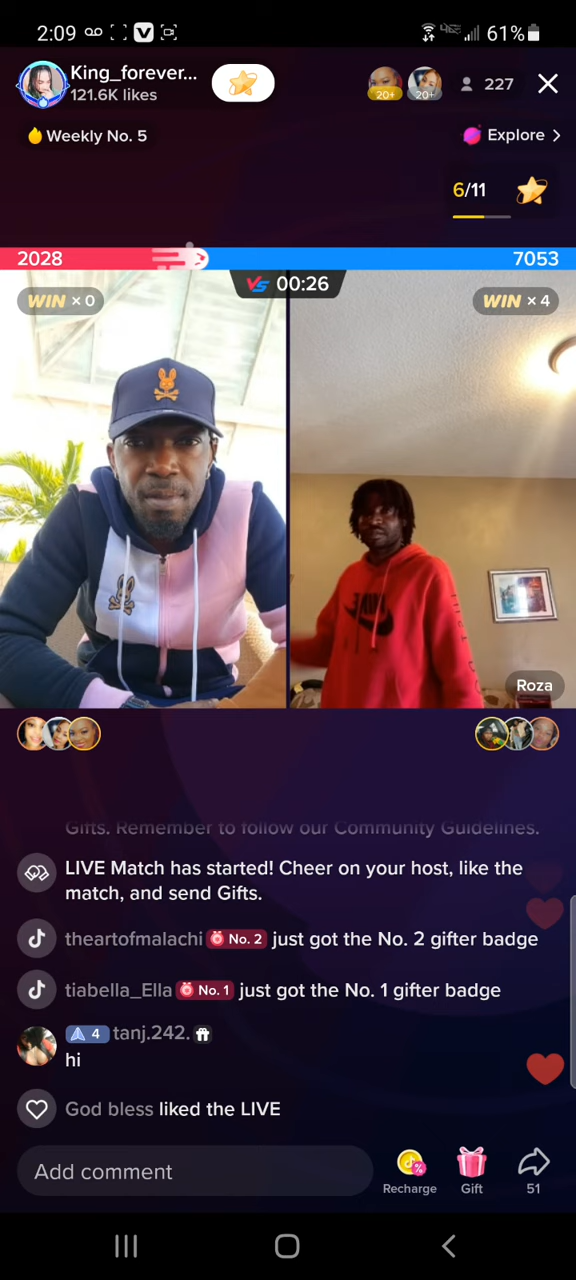 2:09
61%
King_forever...
121.6K likes
20+
20+
227
Weekly No. 5
Explore >
6/11
2028
7053
VS 00:26
WIN × 0
WIN × 4
Roza
Gifts. Remember to follow our Community Guidelines.
LIVE Match has started! Cheer on your host, like the
match, and send Gifts.
theartofmalachi No. 2 just got the No. 2 gifter badge
tiabella_Ella No. 1 just got the No. 1 gifter badge
4 tanj.242.
hi
God bless liked the LIVE
Add comment
Recharge
Gift
51